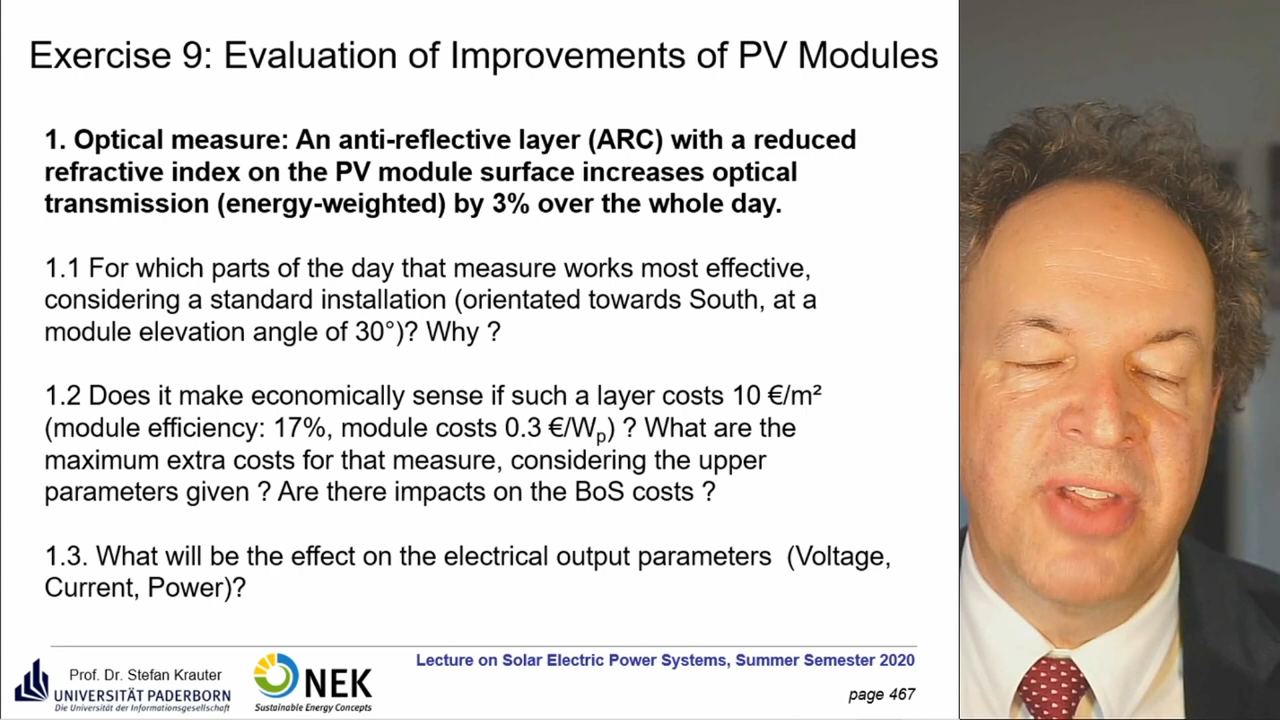 Exercise 9: Evaluation of Improvements of PV Modules
1. Optical measure: An anti-reflective layer (ARC) with a reduced
refractive index on the PV module surface increases optical
transmission (energy-weighted) by 3% over the whole day.
1.1 For which parts of the day that measure works most effective,
considering a standard installation (orientated towards South, at a
module elevation angle of 30°)? Why ?
1.2 Does it make economically sense if such a layer costs 10 €/m²
(module efficiency: 17%, module costs 0.3 €/Wp) ? What are the
maximum extra costs for that measure, considering the upper
parameters given ? Are there impacts on the BoS costs ?
1.3. What will be the effect on the electrical output parameters (Voltage,
Current, Power)?
Prof. Dr. Stefan Krauter
UNIVERSITÄT PADERBORN
Die Universität der Informationsgesellschaft
NEK
Sustainable Energy Concepts
Lecture on Solar Electric Power Systems, Summer Semester 2020
page 467